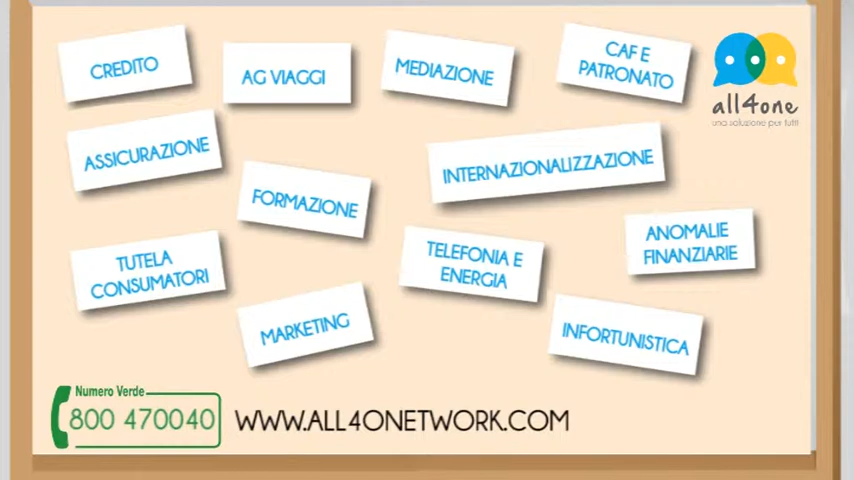 CREDITO
AG VIAGGI
MEDIAZIONE
CAF E
PATRONATO
all4one
una soluzione per tutti
ASSICURAZIONE
INTERNAZIONALIZZAZIONE
FORMAZIONE
ANOMALIE
FINANZIARIE
TUTELA
CONSUMATORI
TELEFONIA E
ENERGIA
MARKETING
INFORTUNISTICA
Numero Verde
800 470040
WWW.ALL4ONETWORK.COM